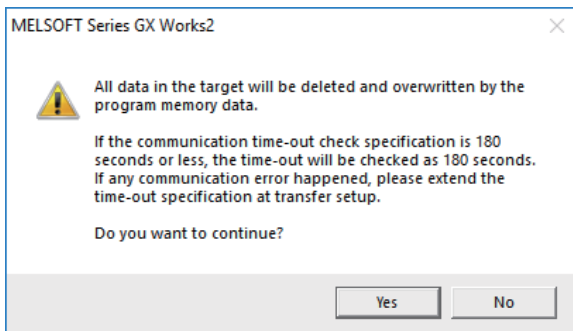 MELSOFT Series GX Works2
All data in the target will be deleted and overwritten by the
program memory data.
If the communication time-out check specification is 180
seconds or less, the time-out will be checked as 180 seconds.
If any communication error happened, please extend the
time-out specification at transfer setup.
Do you want to continue?
Yes
No